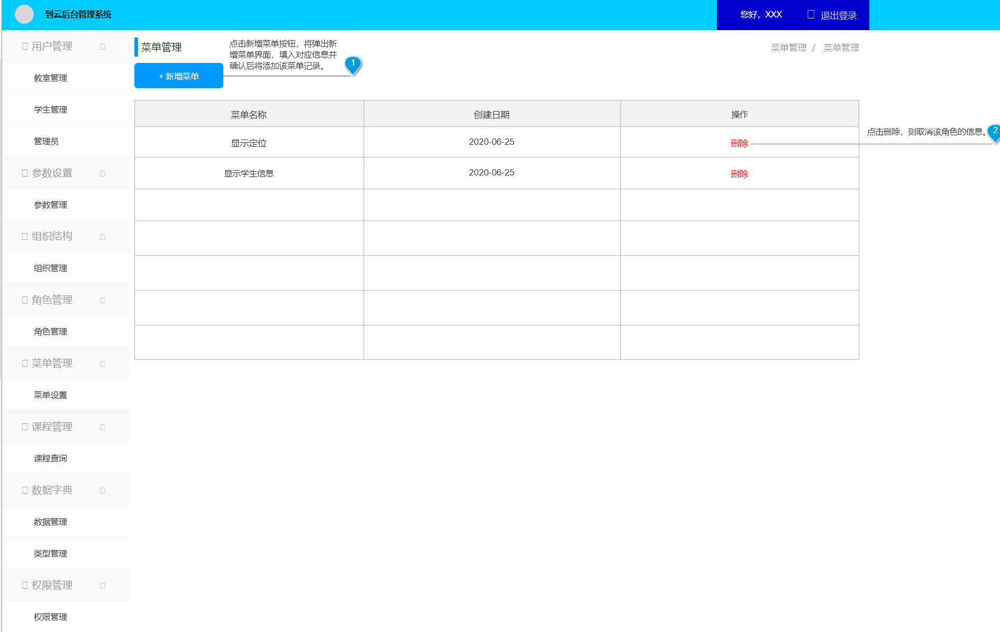 到云后台管理系统
您好，XXX
退出登录
用户管理
教室管理
学生管理
管理员
参数设置
参数管理
组织结构
组织管理
角色管理
角色管理
菜单管理
菜单设置
课程管理
课程查询
数据字典
数据管理
类型管理
权限管理
权限管理
菜单管理
菜单管理 / 菜单管理
点击新增菜单按钮，将弹出新
增菜单界面，填入对应信息并
确认后将添加该菜单记录。
1
+ 新增菜单
菜单名称 创建日期 操作
显示定位 2020-06-25 删除
显示学生信息 2020-06-25 删除
点击删除，则取消该角色的信息。
2